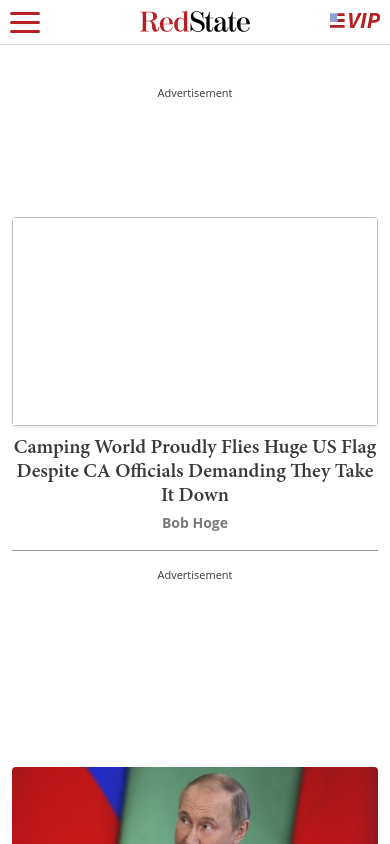 RedState
VIP
Advertisement
Camping World Proudly Flies Huge US Flag
Despite CA Officials Demanding They Take
It Down
Bob Hoge
Advertisement